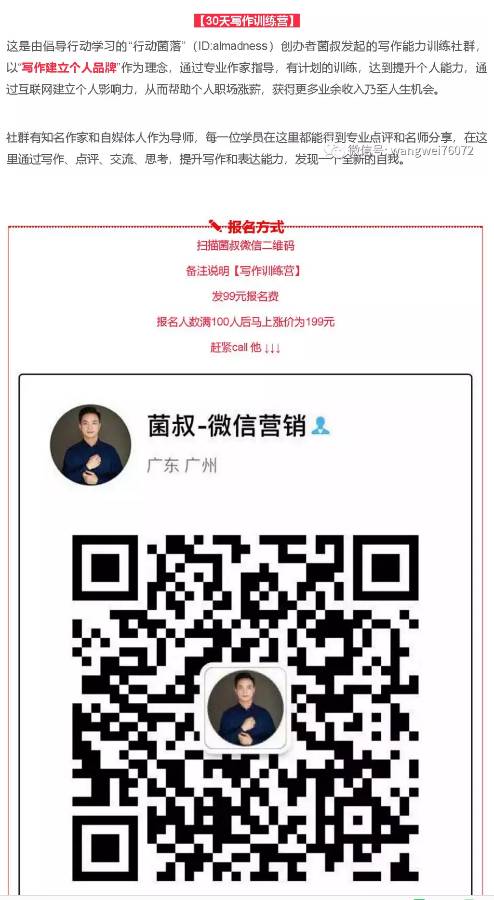 【30天写作训练营】
这是由倡导行动学习的“行动菌落”（ID:almadness）创办者菌叔发起的写作能力训练社群，
以“写作建立个人品牌”作为理念，通过专业作家指导，有计划的训练，达到提升个人能力，通
过互联网建立个人影响力，从而帮助个人职场涨薪，获得更多业余收入乃至人生机会。
社群有知名作家和自媒体人作为导师，每一位学员在这里都能得到专业点评和名师分享，在这
里通过写作、点评、交流、思考，提升写作和表达能力，发现一个全新的自我。
微信号: wangwei76072
报名方式
扫描菌叔微信二维码
备注说明【写作训练营】
发99元报名费
报名人数满100人后马上涨价为199元
赶紧call 他 ↓↓↓
菌叔-微信营销
广东 广州